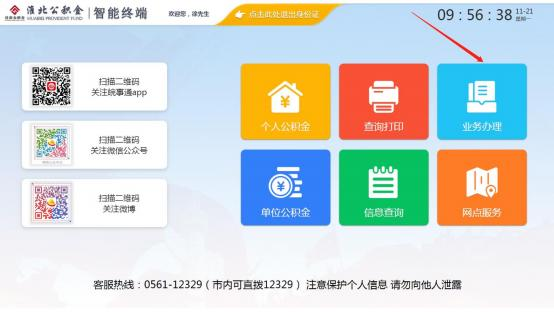 淮北公积金 智能终端
HUAIBEI PROVIDENT FUND
欢迎您，徐先生
点击此处退出身份证
09:56:38
11-21
星期一
扫描二维码
关注皖事通app
扫描二维码
关注微信公众号
扫描二维码
关注微博
个人公积金
查询打印
业务办理
单位公积金
信息查询
网点服务
客服热线：0561-12329（市内可直拨12329） 注意保护个人信息 请勿向他人泄露